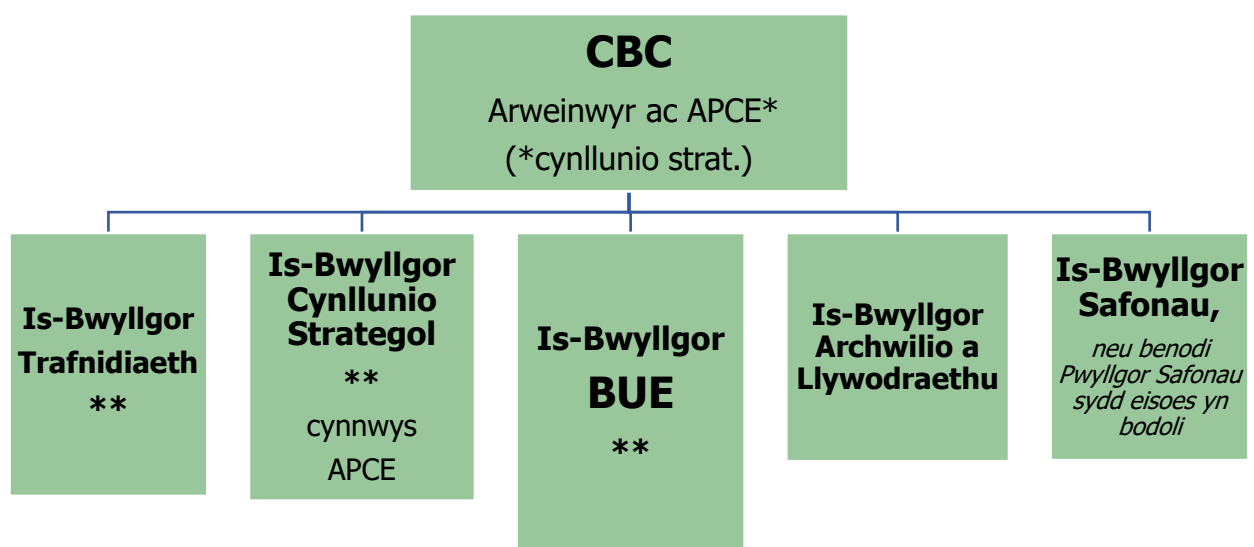 CBC
Arweinwyr ac APCE*
(*cynllunio strat.)
Is-Bwyllgor
Trafnidiaeth
**
Is-Bwyllgor
Cynllunio
Strategol
**
cynnwys
APCE
Is-Bwyllgor
BUE
**
Is-Bwyllgor
Archwilio a
Llywodraethu
Is-Bwyllgor
Safonau,
neu benodi
Pwyllgor Safonau
sydd eisoes yn
bodoli